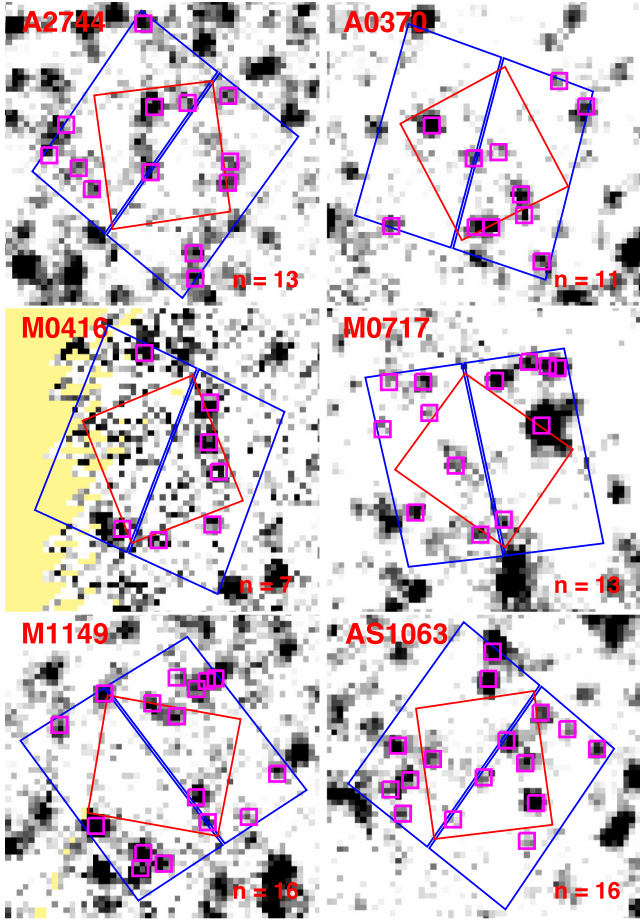 A2744
A0370
n = 13
n = 11
M0416
M0717
n = 7
n = 13
M1149
AS1063
n = 16
n = 16